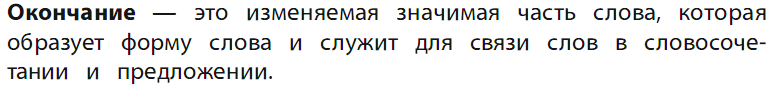 Окончание — это изменяемая значимая часть слова, которая
образует форму слова и служит для связи слов в словосоче-
тании и предложении.